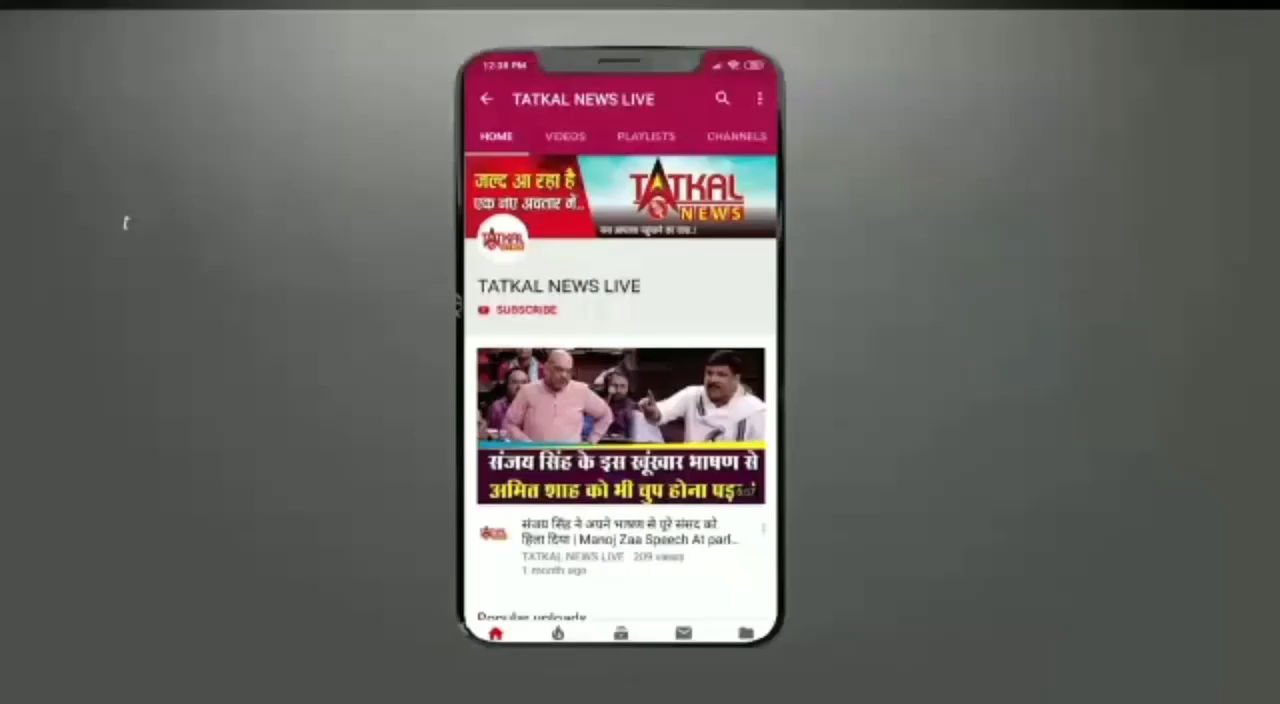 t
12:38 PM
TATKAL NEWS LIVE
HOME VIDEOS PLAYLISTS CHANNELS
जल्द आ रहा है
एक नए अवतार में..
TATKAL
NEWS
TATKAL
TATKAL NEWS LIVE
SUBSCRIBE
संजय सिंह के इस खूंखार भाषण से
अमित शाह को भी चुप होना पड़
संजय सिंह ने अपने भाषण से पूरे संसद को
हिला दिया | Manoj Zaa Speech At parl...
TATKAL NEWS LIVE 209 views
1 month ago
Popular uploads